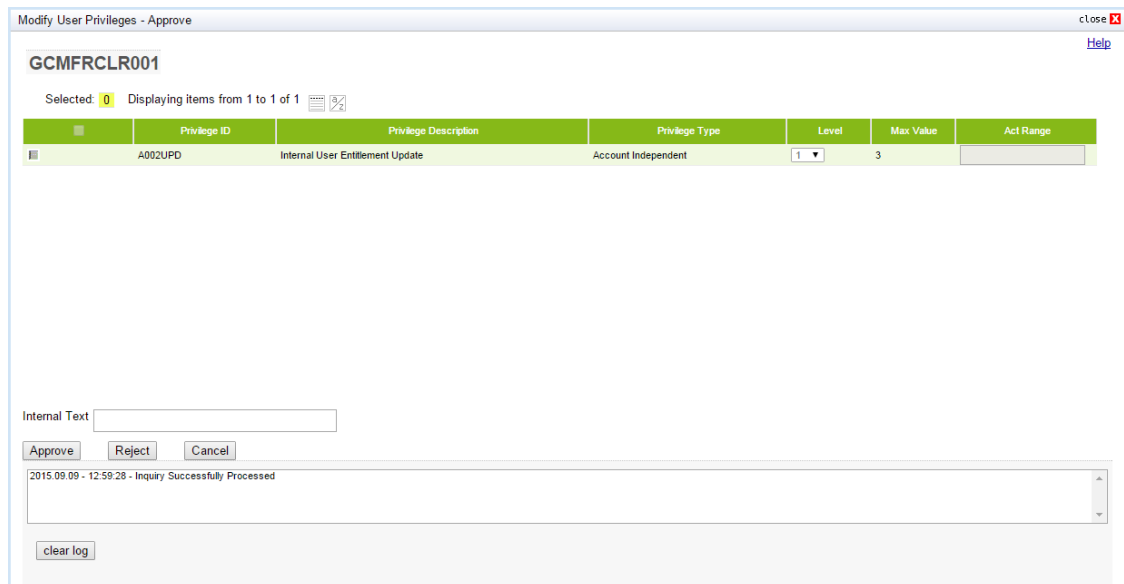 Modify User Privileges - Approve close X
Help
GCMFRCLR001
Selected: 0 Displaying items from 1 to 1 of 1 a/z
Privilege ID Privilege Description Privilege Type Level Max Value Act Range
A002UPD Internal User Entitlement Update Account Independent 1 3
Internal Text
Approve Reject Cancel
2015.09.09 - 12:59:28 - Inquiry Successfully Processed
clear log